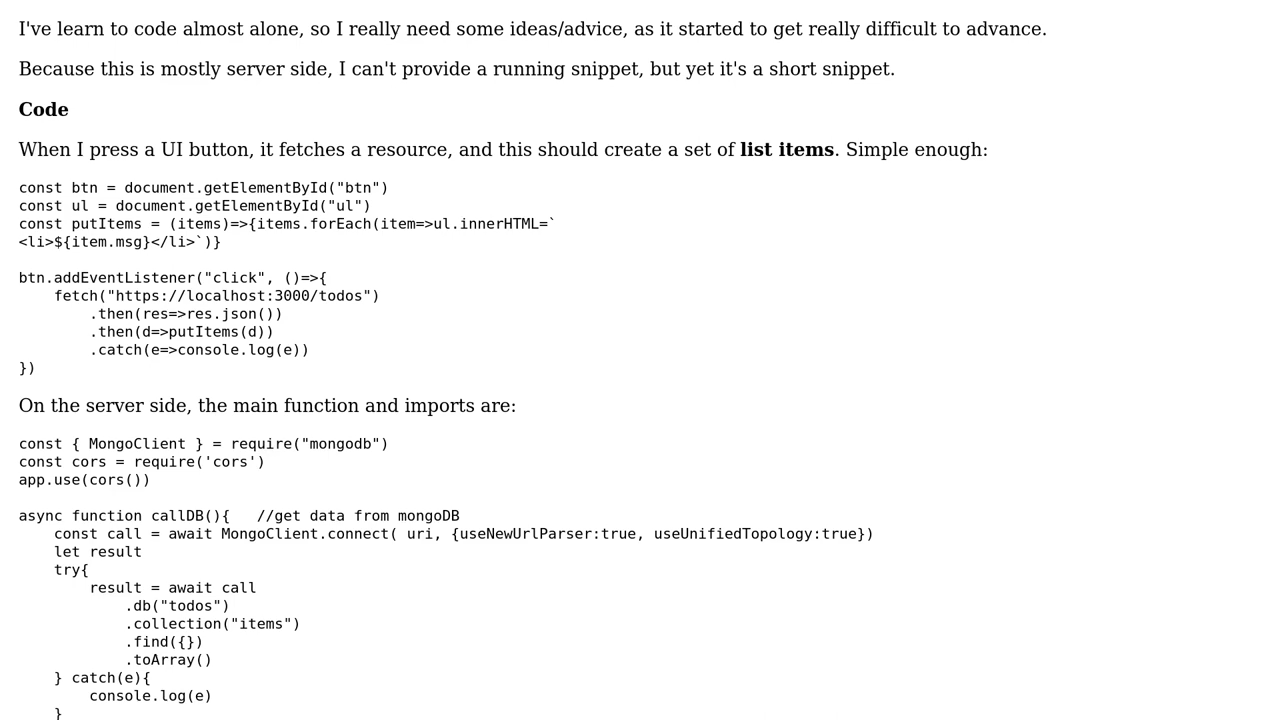 I've learn to code almost alone, so I really need some ideas/advice, as it started to get really difficult to advance.
Because this is mostly server side, I can't provide a running snippet, but yet it's a short snippet.
Code
When I press a UI button, it fetches a resource, and this should create a set of list items. Simple enough:
const btn = document.getElementById("btn")
const ul = document.getElementById("ul")
const putItems = (items)=>{items.forEach(item=>ul.innerHTML=`
<li>${item.msg}</li>`)}
btn.addEventListener("click", ()=>{
    fetch("https://localhost:3000/todos")
        .then(res=>res.json())
        .then(d=>putItems(d))
        .catch(e=>console.log(e))
})
On the server side, the main function and imports are:
const { MongoClient } = require("mongodb")
const cors = require('cors')
app.use(cors())
async function callDB(){   //get data from mongoDB
    const call = await MongoClient.connect( uri, {useNewUrlParser:true, useUnifiedTopology:true})
    let result
    try{
        result = await call
            .db("todos")
            .collection("items")
            .find({})
            .toArray()
    } catch(e){
        console.log(e)
    }